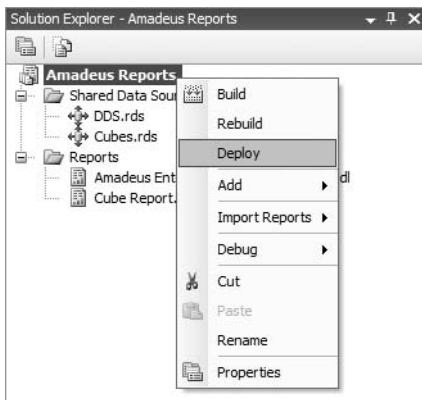 Solution Explorer - Amadeus Reports
Amadeus Reports
Shared Data Sour
DDS.rds
Cubes.rds
Reports
Amadeus Ent
dl
Cube Report.
Build
Rebuild
Deploy
Add
Import Reports
Debug
Cut
Paste
Rename
Properties